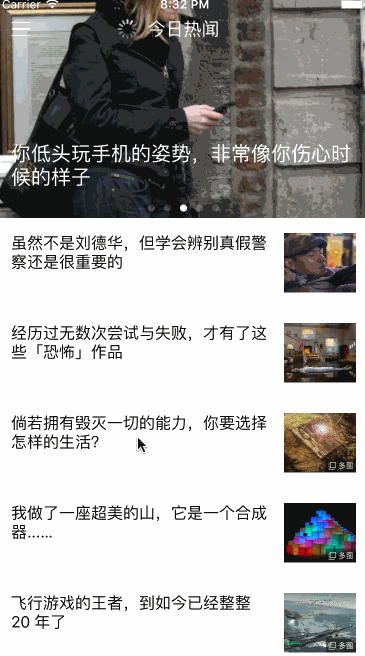 Carrier 8:32 PM
今日热闻
你低头玩手机的姿势，非常像你伤心时
候的样子
虽然不是刘德华，但学会辨别真假警
察还是很重要的
经历过无数次尝试与失败，才有了这
些「恐怖」作品
倘若拥有毁灭一切的能力，你要选择
怎样的生活？
多图
我做了一座超美的山，它是一个合成
器……
多图
飞行游戏的王者，到如今已经整整
20 年了
多图